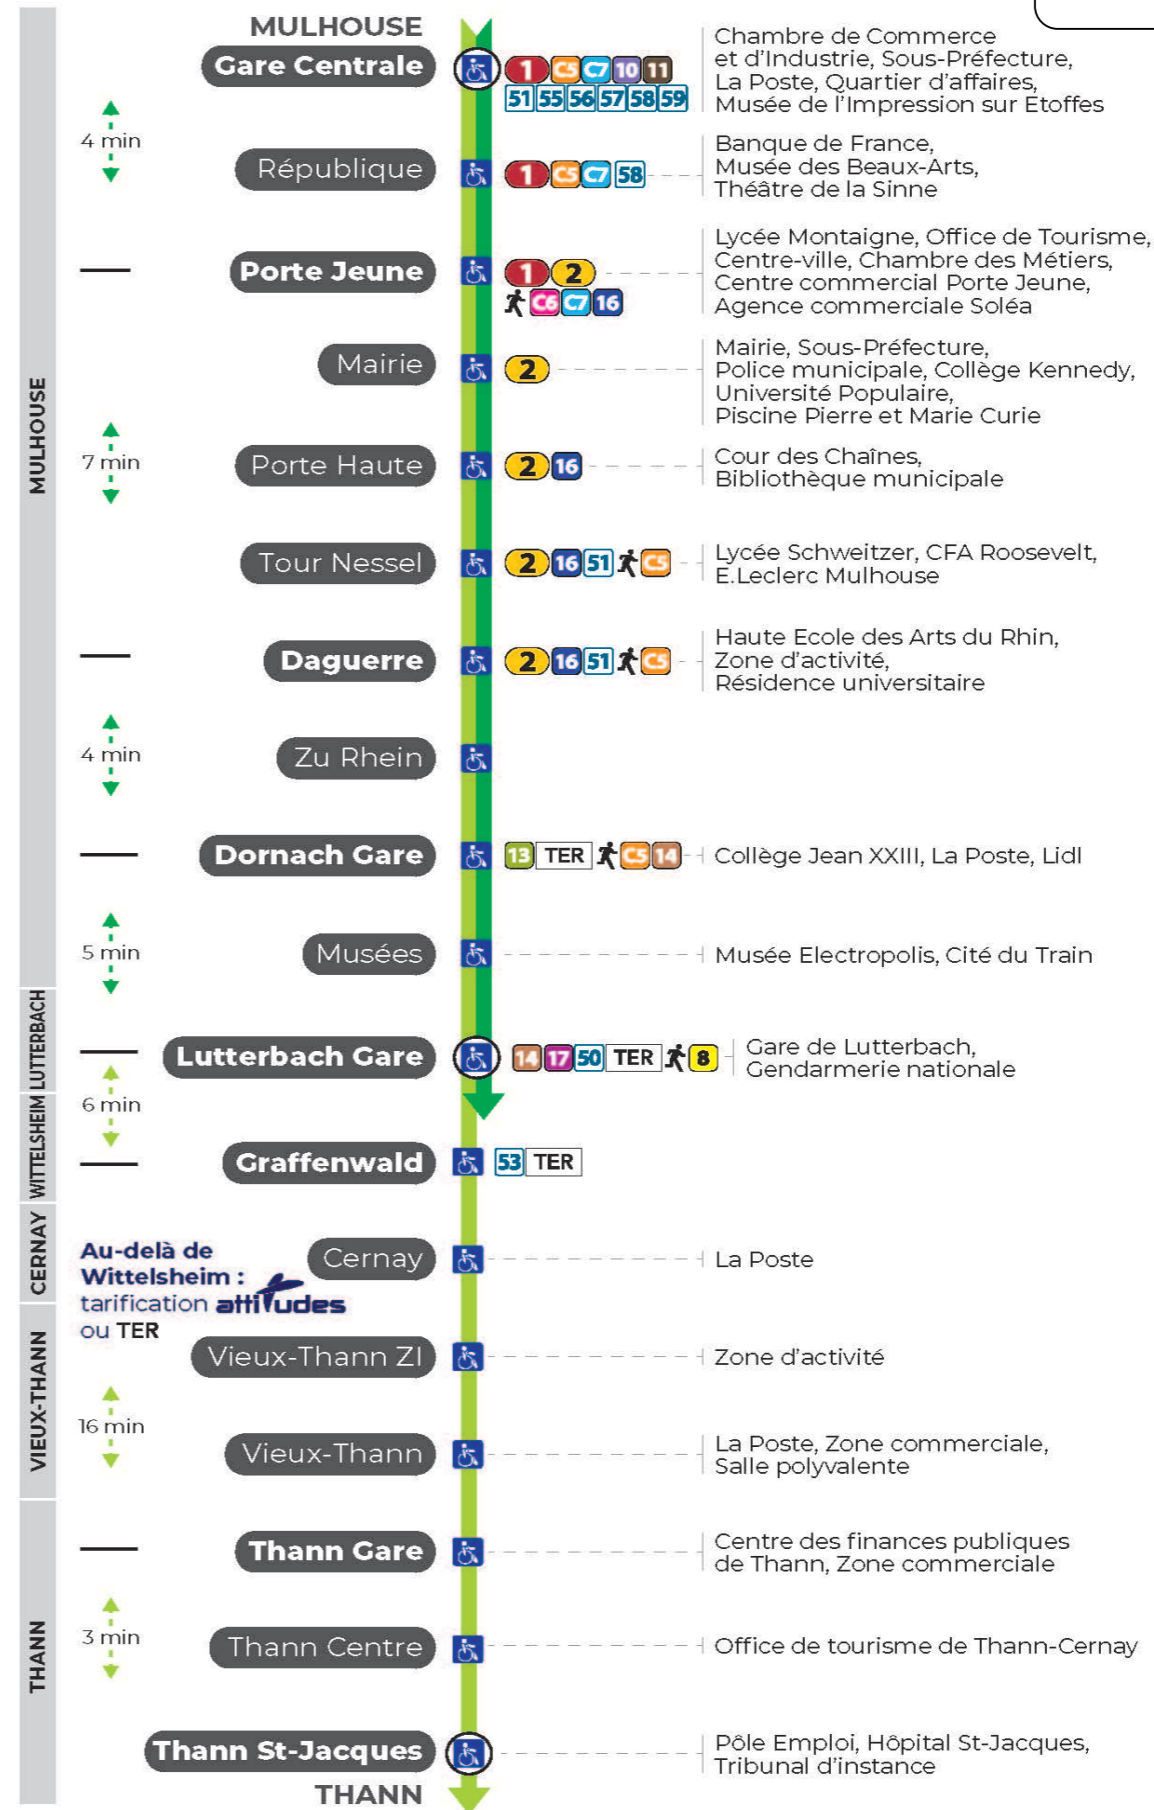 MULHOUSE
Gare Centrale
1 C5 C7 10 11
51 55 56 57 58 59
Chambre de Commerce
et d'Industrie, Sous-Préfecture,
La Poste, Quartier d'affaires,
Musée de l'Impression sur Etoffes
4 min
République
1 C5 C7 58
Banque de France,
Musée des Beaux-Arts,
Théâtre de la Sinne
Porte Jeune
1 2
C6 C7 16
Lycée Montaigne, Office de Tourisme,
Centre-ville, Chambre des Métiers,
Centre commercial Porte Jeune,
Agence commerciale Soléa
Mairie
2
Mairie, Sous-Préfecture,
Police municipale, Collège Kennedy,
Université Populaire,
Piscine Pierre et Marie Curie
MULHOUSE
7 min
Porte Haute
2 16
Cour des Chaînes,
Bibliothèque municipale
Tour Nessel
2 16 51 C5
Lycée Schweitzer, CFA Roosevelt,
E.Leclerc Mulhouse
Daguerre
2 16 51 C5
Haute Ecole des Arts du Rhin,
Zone d'activité,
Résidence universitaire
4 min
Zu Rhein
Dornach Gare
13 TER C5 14
Collège Jean XXIII, La Poste, Lidl
5 min
Musées
Musée Electropolis, Cité du Train
LUTTERBACH
Lutterbach Gare
14 17 50 TER 8
Gare de Lutterbach,
Gendarmerie nationale
6 min
WITTELSHEIM
Graffenwald
53 TER
CERNAY
Au-delà de
Wittelsheim :
tarification attitudes
ou TER
Cernay
La Poste
VIEUX-THANN
Vieux-Thann ZI
Zone d'activité
16 min
Vieux-Thann
La Poste, Zone commerciale,
Salle polyvalente
Thann Gare
Centre des finances publiques
de Thann, Zone commerciale
THANN
3 min
Thann Centre
Office de tourisme de Thann-Cernay
Thann St-Jacques
Pôle Emploi, Hôpital St-Jacques,
Tribunal d'instance
THANN